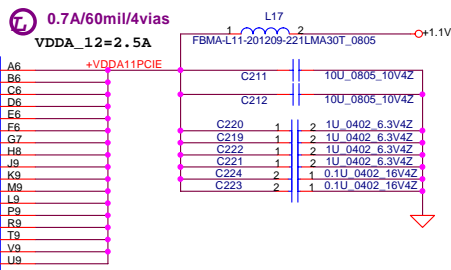 L 0.7A/60mil/4vias
VDDA_12=2.5A
+VDDA11PCIE
L17
1 2
FBMA-L11-201209-221LMA30T_0805
+1.1V
C211 10U_0805_10V4Z
C212 10U_0805_10V4Z
C220 1 2 1U_0402_6.3V4Z
C219 1 2 1U_0402_6.3V4Z
C222 1 2 1U_0402_6.3V4Z
C221 1 2 1U_0402_6.3V4Z
C224 2 1 0.1U_0402_16V4Z
C223 2 1 0.1U_0402_16V4Z
A6
B6
C6
D6
E6
F6
G7
H8
J9
K9
M9
L9
P9
R9
T9
V9
U9